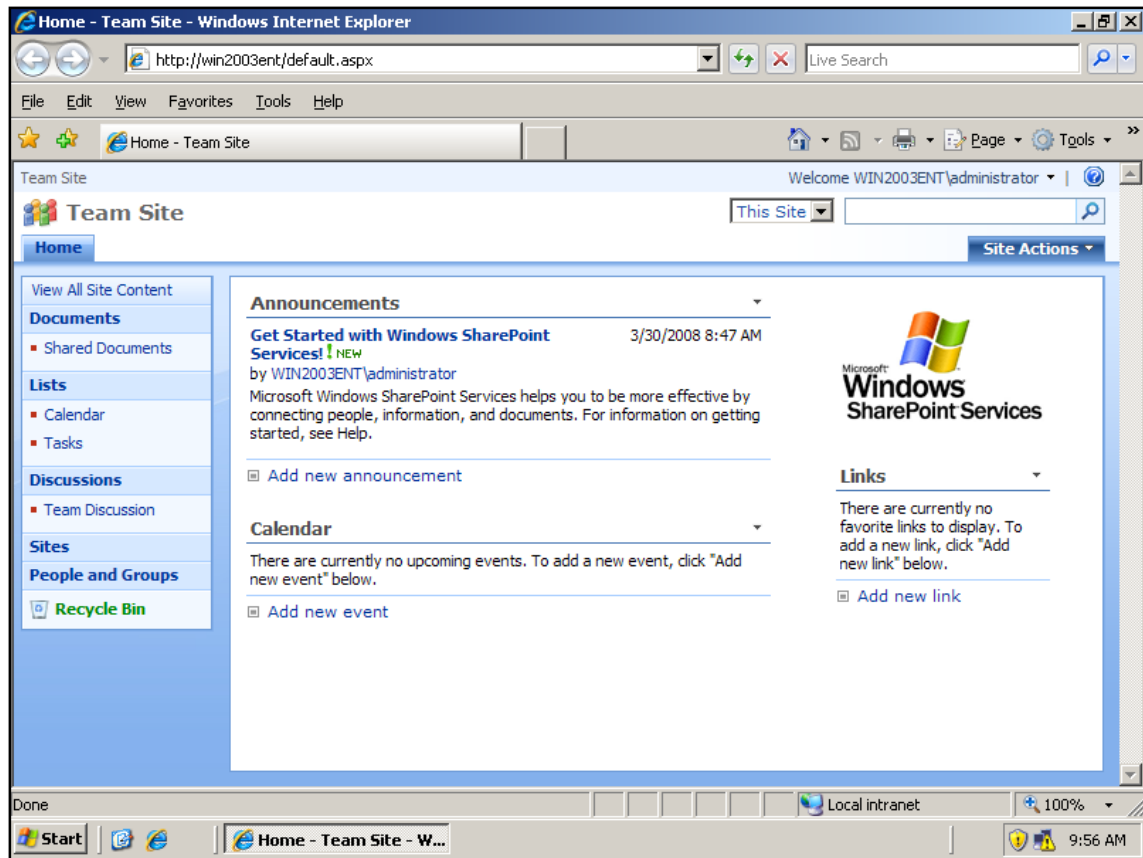 Home - Team Site - Windows Internet Explorer
http://win2003ent/default.aspx
Live Search
File Edit View Favorites Tools Help
Home - Team Site
Page Tools »
Team Site
Welcome WIN2003ENT\administrator |
Team Site
This Site
Home
Site Actions
View All Site Content
Documents
Shared Documents
Lists
Calendar
Tasks
Discussions
Team Discussion
Sites
People and Groups
Recycle Bin
Announcements
Get Started with Windows SharePoint
Services! ! NEW
3/30/2008 8:47 AM
by WIN2003ENT\administrator
Microsoft Windows SharePoint Services helps you to be more effective by
connecting people, information, and documents. For information on getting
started, see Help.
Add new announcement
Calendar
There are currently no upcoming events. To add a new event, click "Add
new event" below.
Add new event
Microsoft
Windows
SharePoint Services
Links
There are currently no
favorite links to display. To
add a new link, click "Add
new link" below.
Add new link
Done
Local intranet
100%
Start
Home - Team Site - W...
9:56 AM